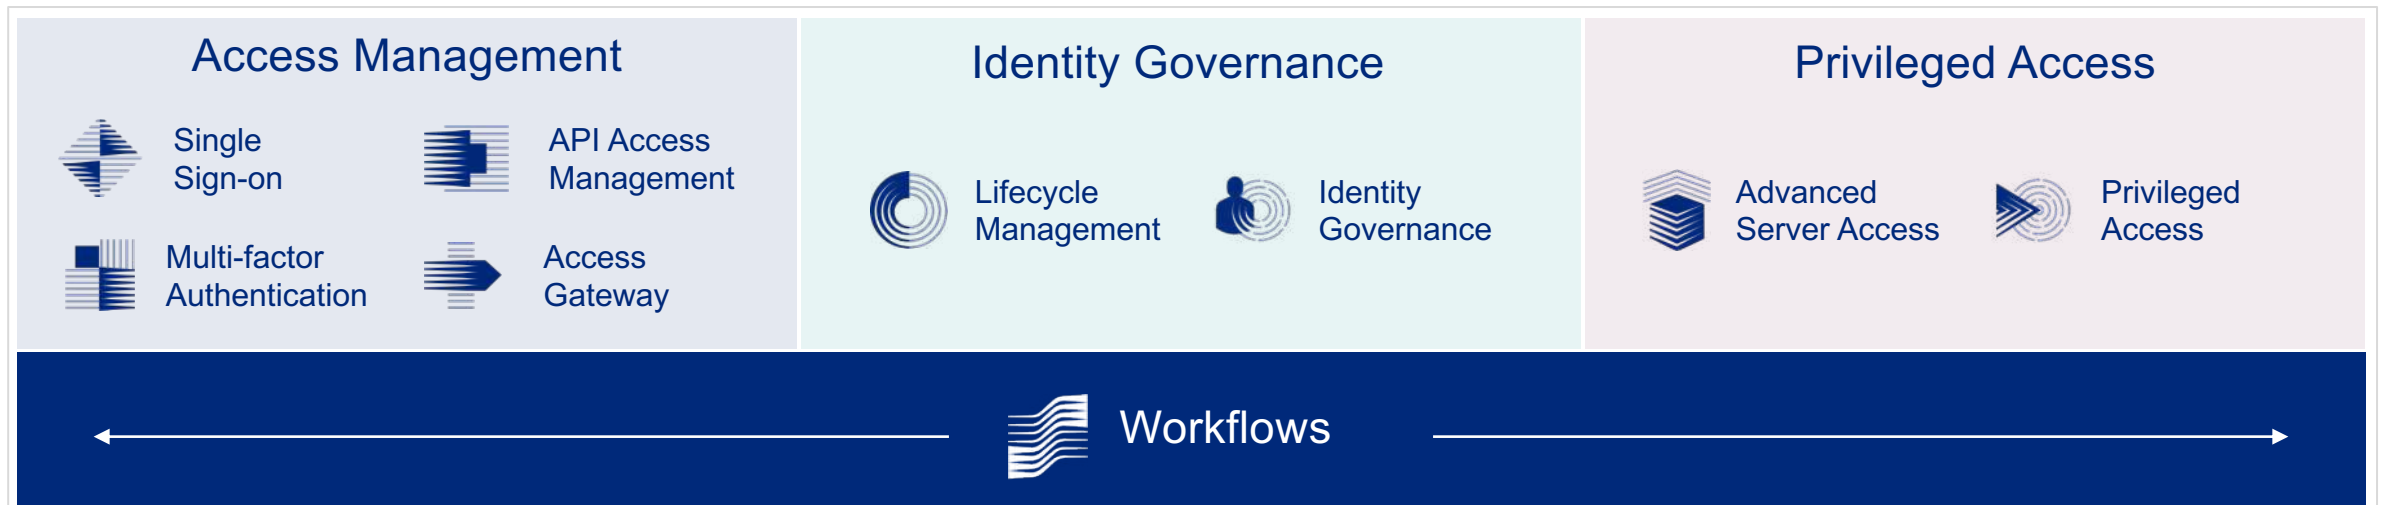 Access Management
Single
Sign-on
API Access
Management
Multi-factor
Authentication
Access
Gateway
Identity Governance
Lifecycle
Management
Identity
Governance
Privileged Access
Advanced
Server Access
Privileged
Access
Workflows